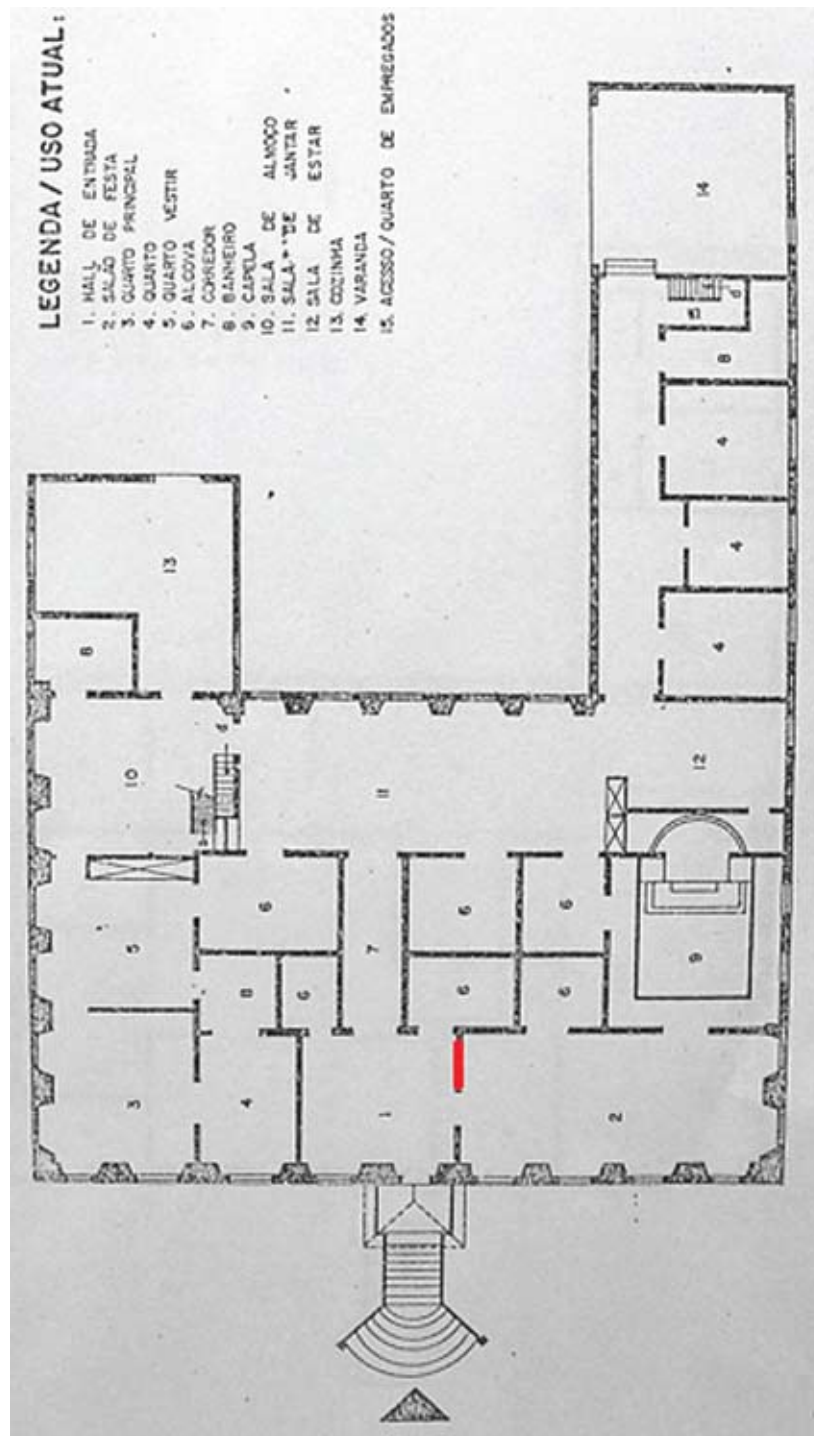 LEGENDA / USO ATUAL:
1. HALL DE ENTRADA
2. SALÃO DE FESTA
3. QUARTO PRINCIPAL
4. QUARTO
5. QUARTO VESTIR
6. ALCOVA
7. CORREDOR
8. BANHEIRO
9. CAPELA
10. SALA DE ALMOÇO
11. SALA DE JANTAR
12. SALA DE ESTAR
13. COZINHA
14. VARANDA
15. ACESSO/QUARTO DE EMPREGADOS
8
3
5
10
13
4
8
6
6
d
1
7
11
6
6
6
6
2
9
12
4
4
4
8
d
14